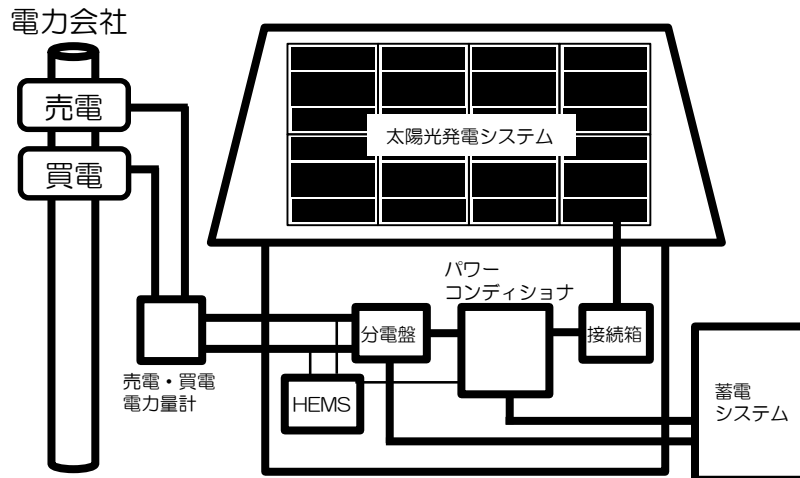 電力会社
売電
買電
太陽光発電システム
パワー
コンディショナ
分電盤
接続箱
売電・買電
電力量計
HEMS
蓄電
システム